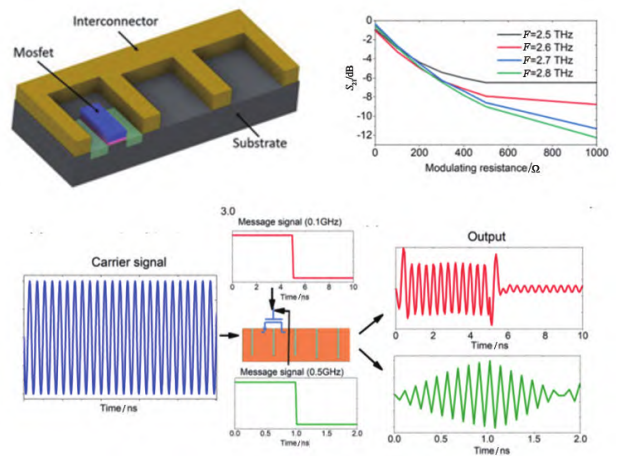 Interconnector
Mosfet
Substrate
S21/dB
0
-2
-4
-6
-8
-10
-12
F=2.5 THz
F=2.6 THz
F=2.7 THz
F=2.8 THz
0 200 400 600 800 1000
Modulating resistance/Ω
3.0
Carrier signal
Time/ns
Message signal (0.1GHz)
0 2 4 6 8 10
Time/ns
Message signal (0.5GHz)
0.0 0.5 1.0 1.5 2.0
Time/ns
Output
0 2 4 6 8 10
Time/ns
0.0 0.5 1.0 1.5 2.0
Time/ns